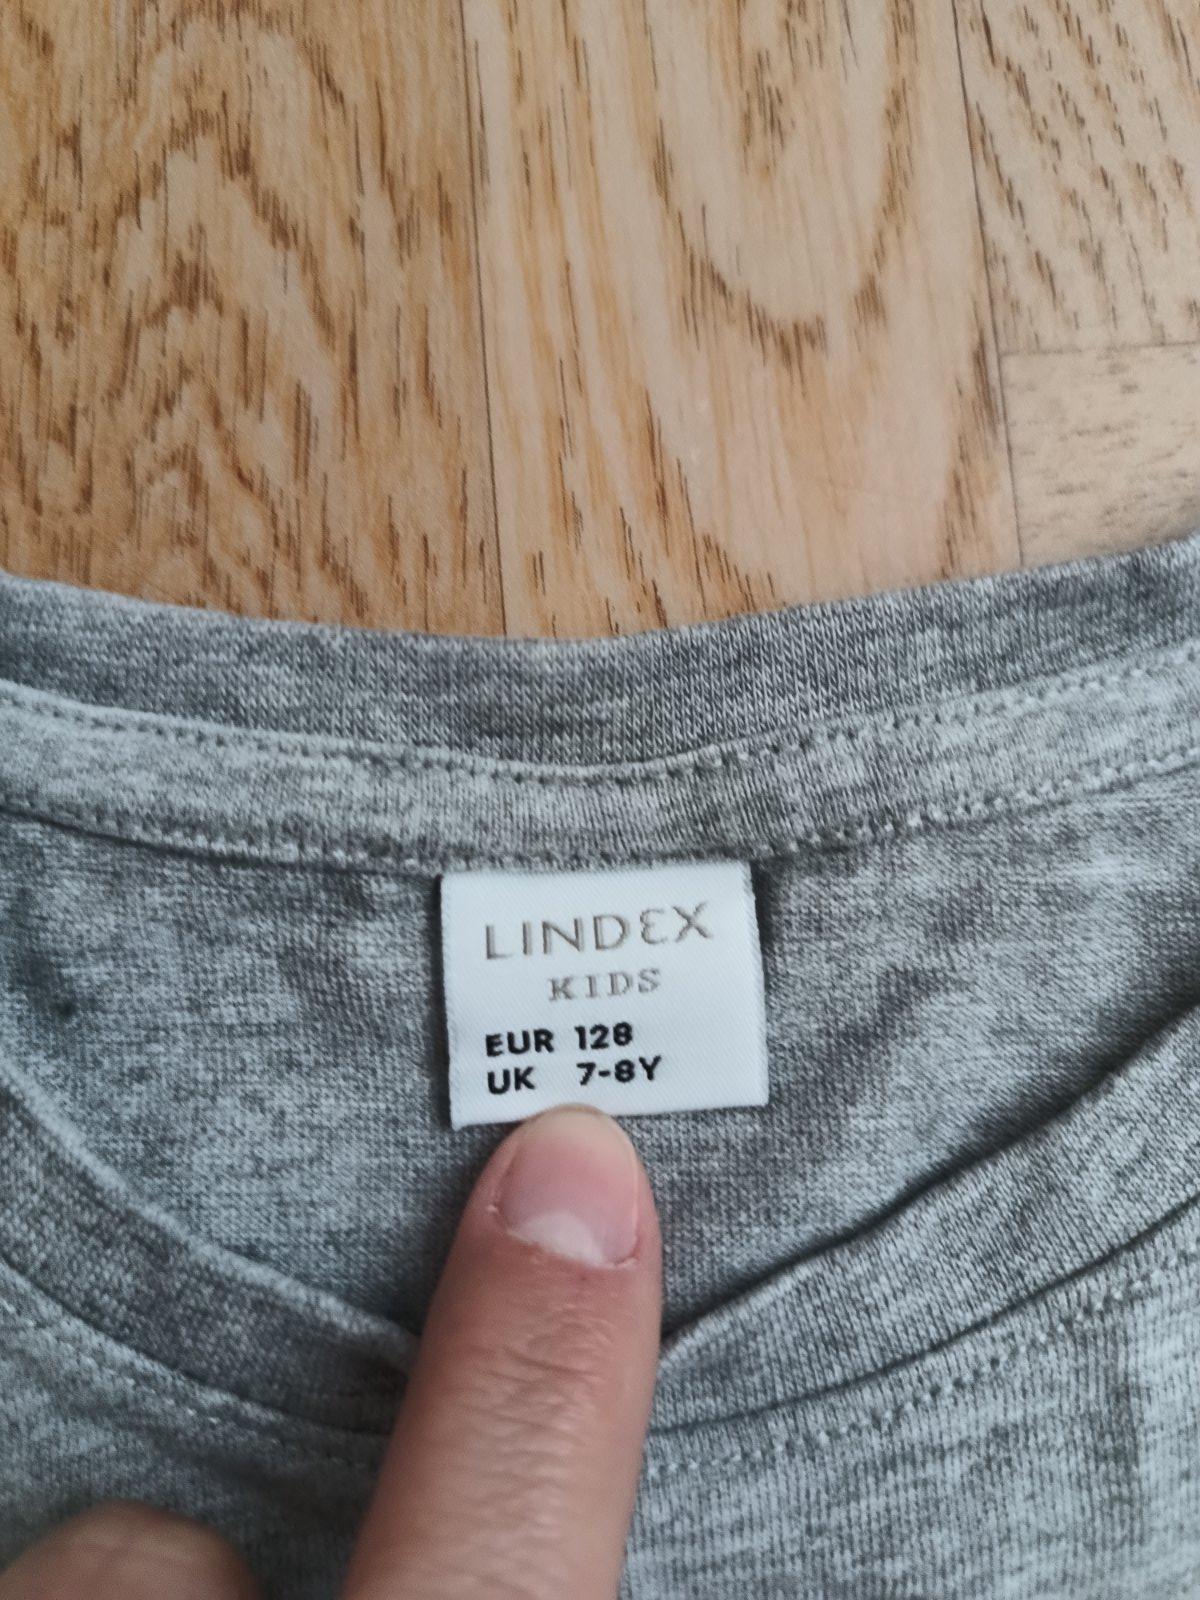 LINDEX
KIDS
EUR 128
UK 7-8Y